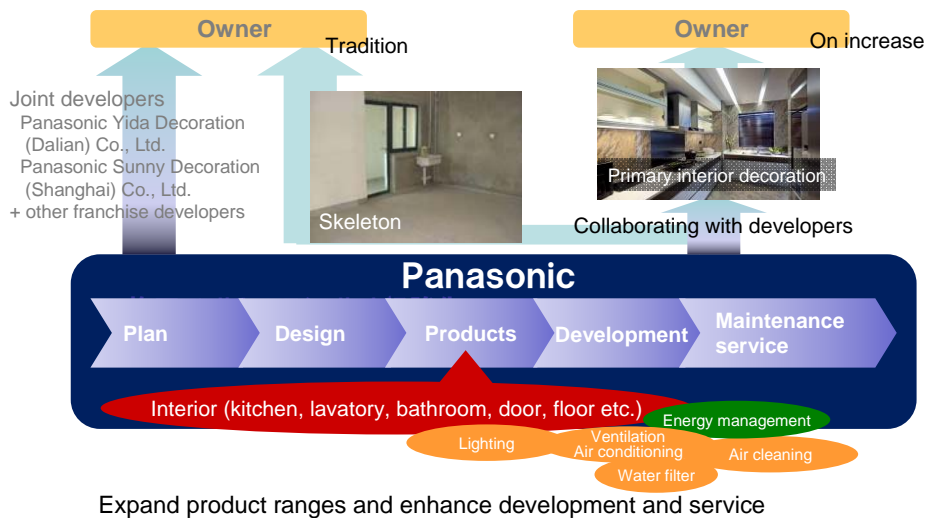 Owner
Tradition
Owner
On increase
Joint developers
Panasonic Yida Decoration
(Dalian) Co., Ltd.
Panasonic Sunny Decoration
(Shanghai) Co., Ltd.
+ other franchise developers
Skeleton
Primary interior decoration
Collaborating with developers
Panasonic
Plan
Design
Products
Development
Maintenance
service
Interior (kitchen, lavatory, bathroom, door, floor etc.)
Energy management
Lighting
Ventilation
Air conditioning
Air cleaning
Water filter
Expand product ranges and enhance development and service